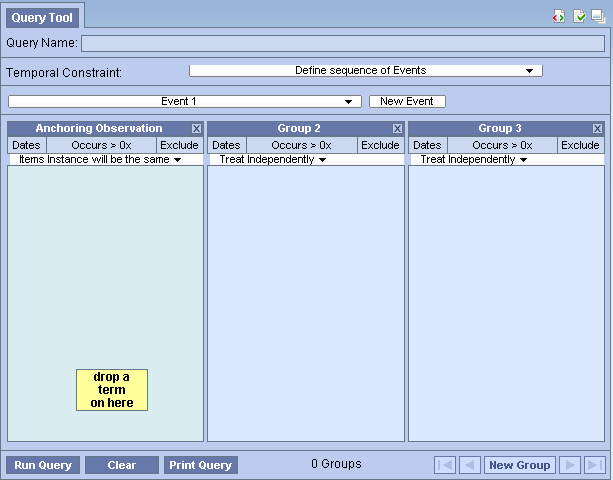 Query Tool
Query Name:
Temporal Constraint: Define sequence of Events
Event 1 New Event
Anchoring Observation Group 2 Group 3
Dates Occurs > 0x Exclude Dates Occurs > 0x Exclude Dates Occurs > 0x Exclude
Items Instance will be the same Treat Independently Treat Independently
drop a
term
on here
Run Query Clear Print Query 0 Groups New Group